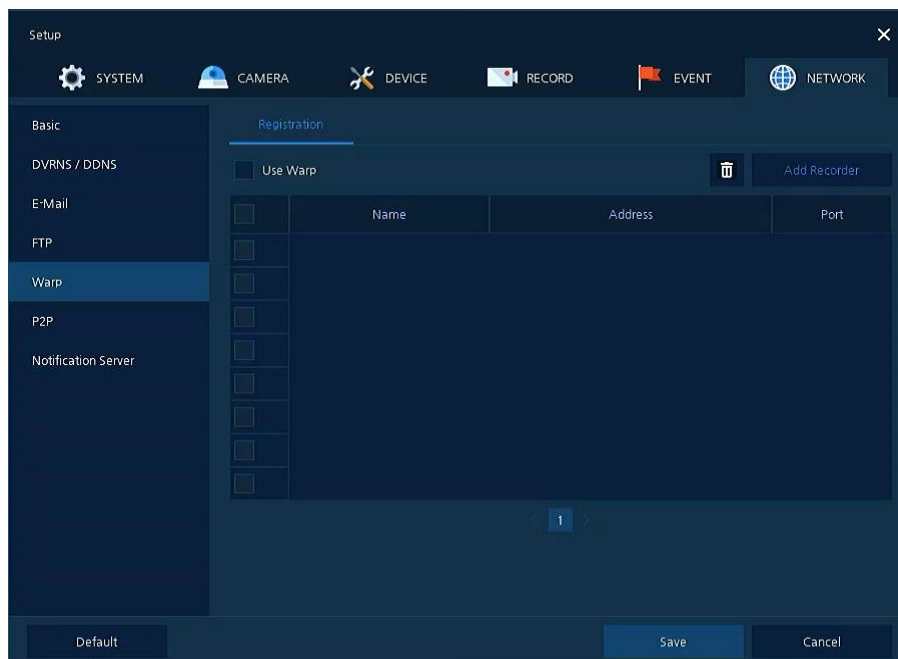 Setup
SYSTEM CAMERA DEVICE RECORD EVENT NETWORK
Basic
DVRNS / DDNS
E-Mail
FTP
Warp
P2P
Notification Server
Registration
Use Warp
Add Recorder
Name Address Port
1
Default Save Cancel